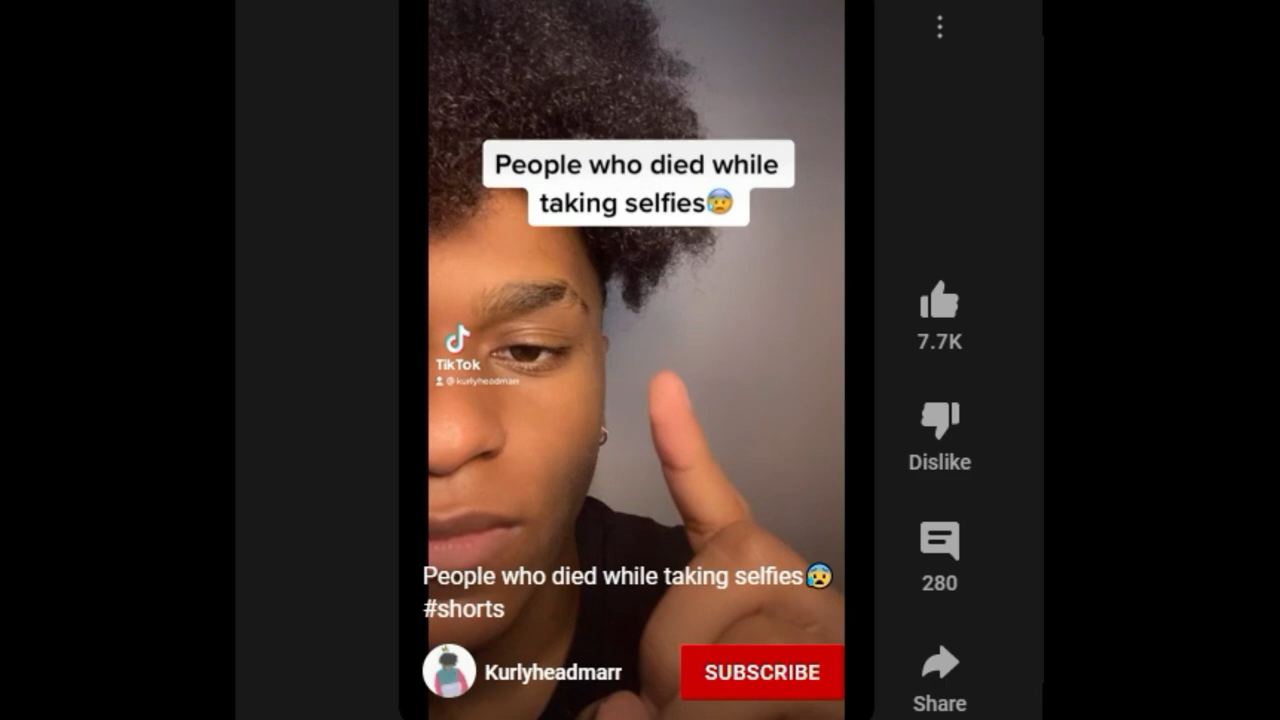 People who died while
taking selfies😰
TikTok
@kurlyheadmarr
People who died while taking selfies😰
#shorts
Kurlyheadmarr
SUBSCRIBE
7.7K
Dislike
280
Share